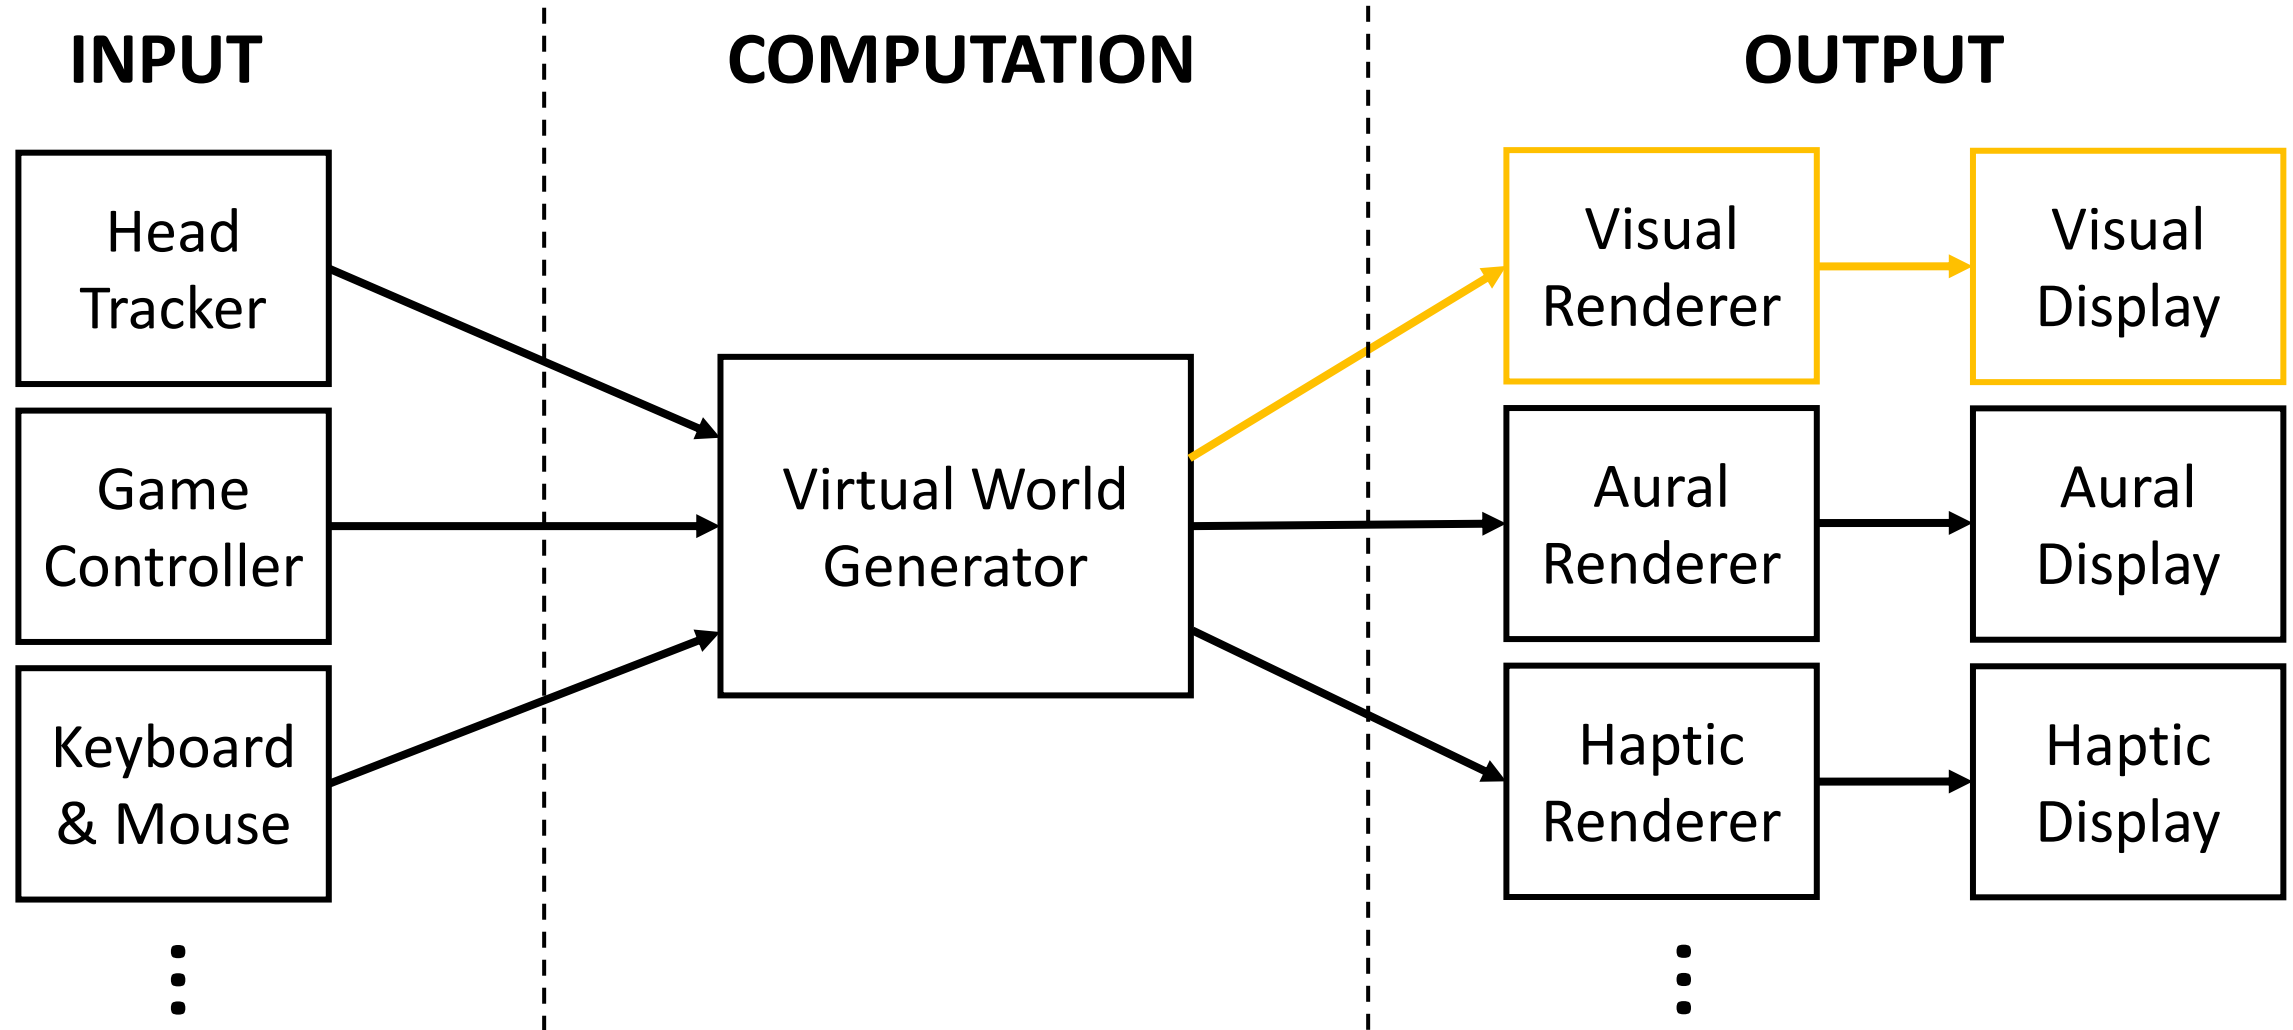 INPUT
COMPUTATION
OUTPUT
Head
Tracker
Game
Controller
Keyboard
& Mouse
Virtual World
Generator
Visual
Renderer
Visual
Display
Aural
Renderer
Aural
Display
Haptic
Renderer
Haptic
Display